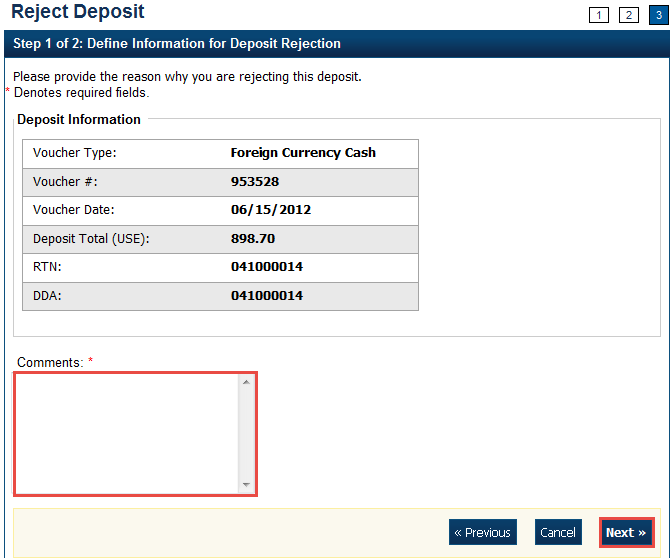 Reject Deposit
1 2 3
Step 1 of 2: Define Information for Deposit Rejection
Please provide the reason why you are rejecting this deposit.
* Denotes required fields.
Deposit Information
Voucher Type: Foreign Currency Cash
Voucher #: 953528
Voucher Date: 06/15/2012
Deposit Total (USE): 898.70
RTN: 041000014
DDA: 041000014
Comments: *
« Previous Cancel Next »